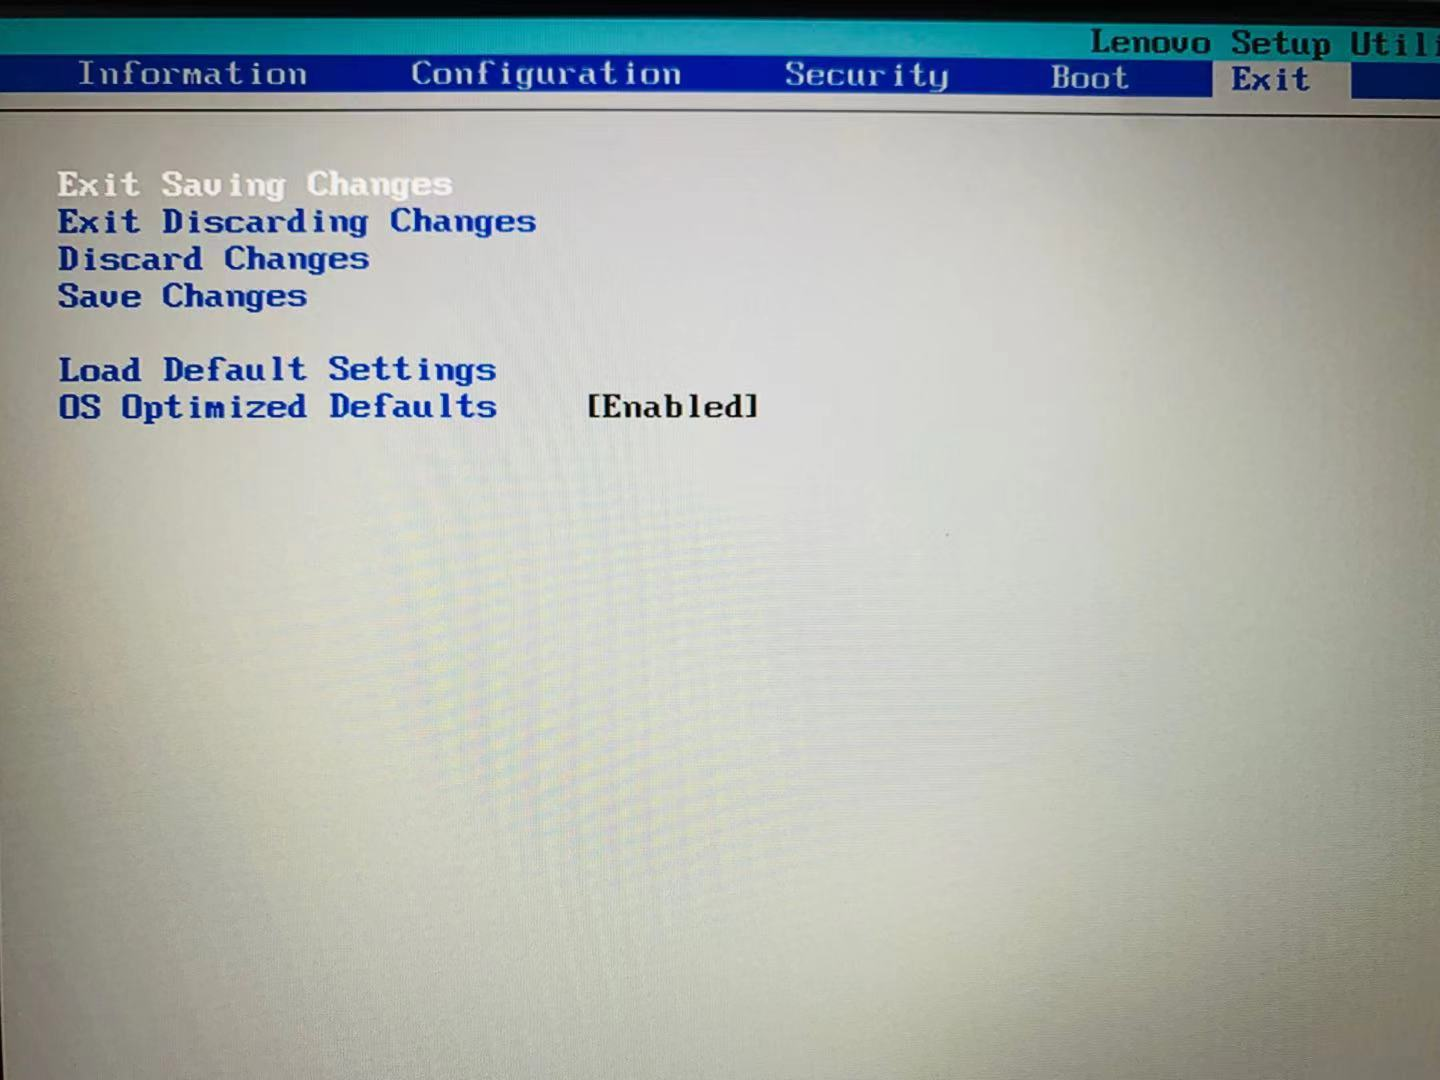 Lenovo Setup
Information Configuration Security Boot Exit
Exit Saving Changes
Exit Discarding Changes
Discard Changes
Save Changes
Load Default Settings
OS Optimized Defaults [Enabled]